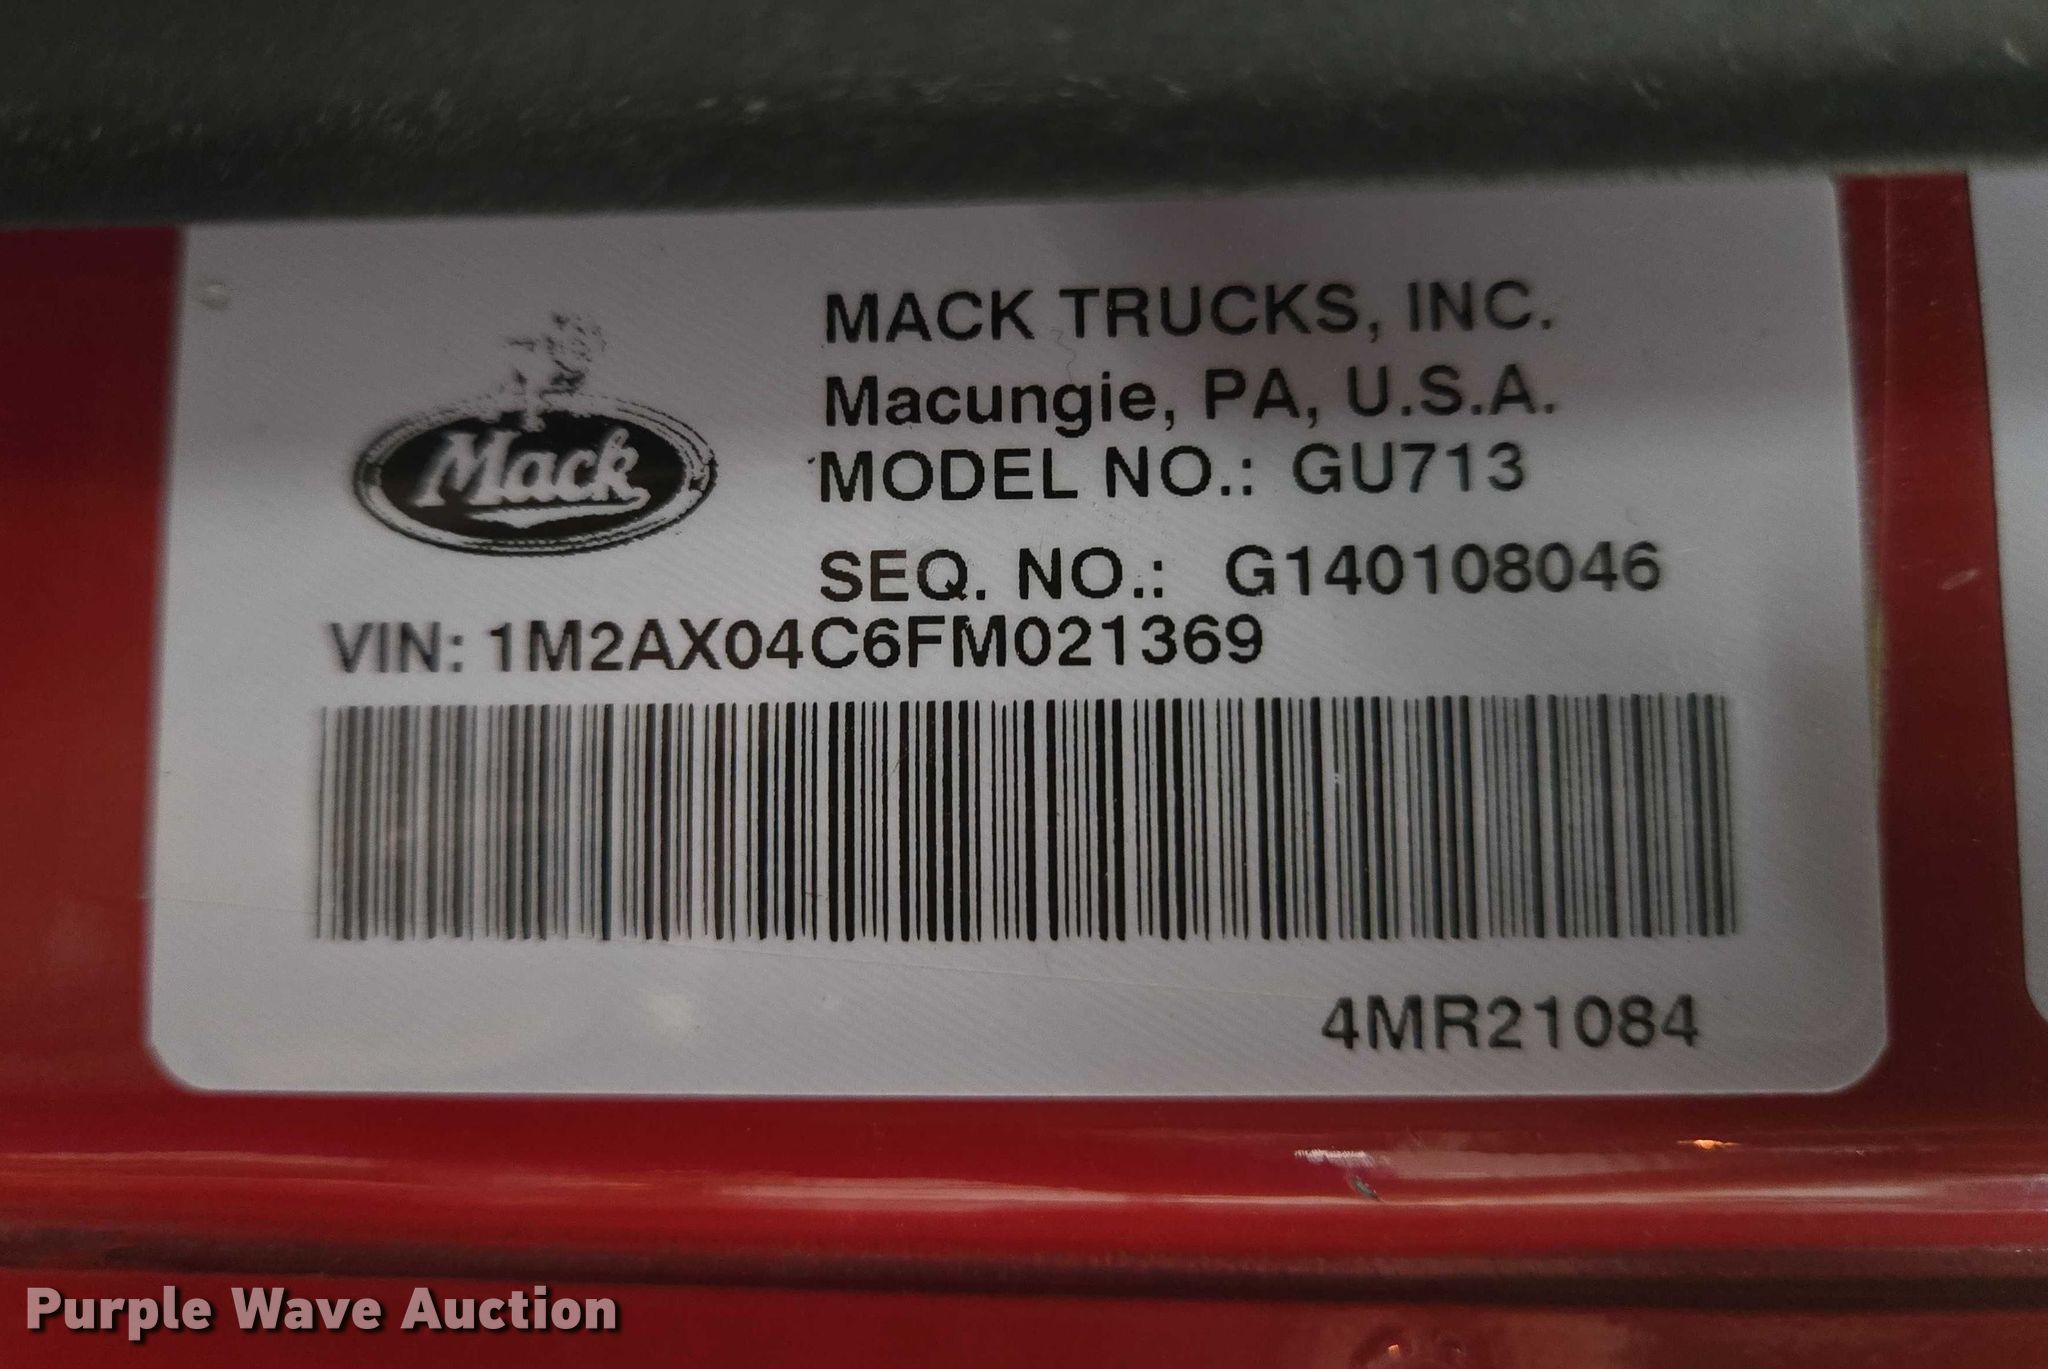 MACK TRUCKS, INC.
Macungie, PA, U.S.A.
Mack
MODEL NO.: GU713
SEQ. NO.: G140108046
VIN: 1M2AX04C6FM021369
4MR21084
Purple Wave Auction